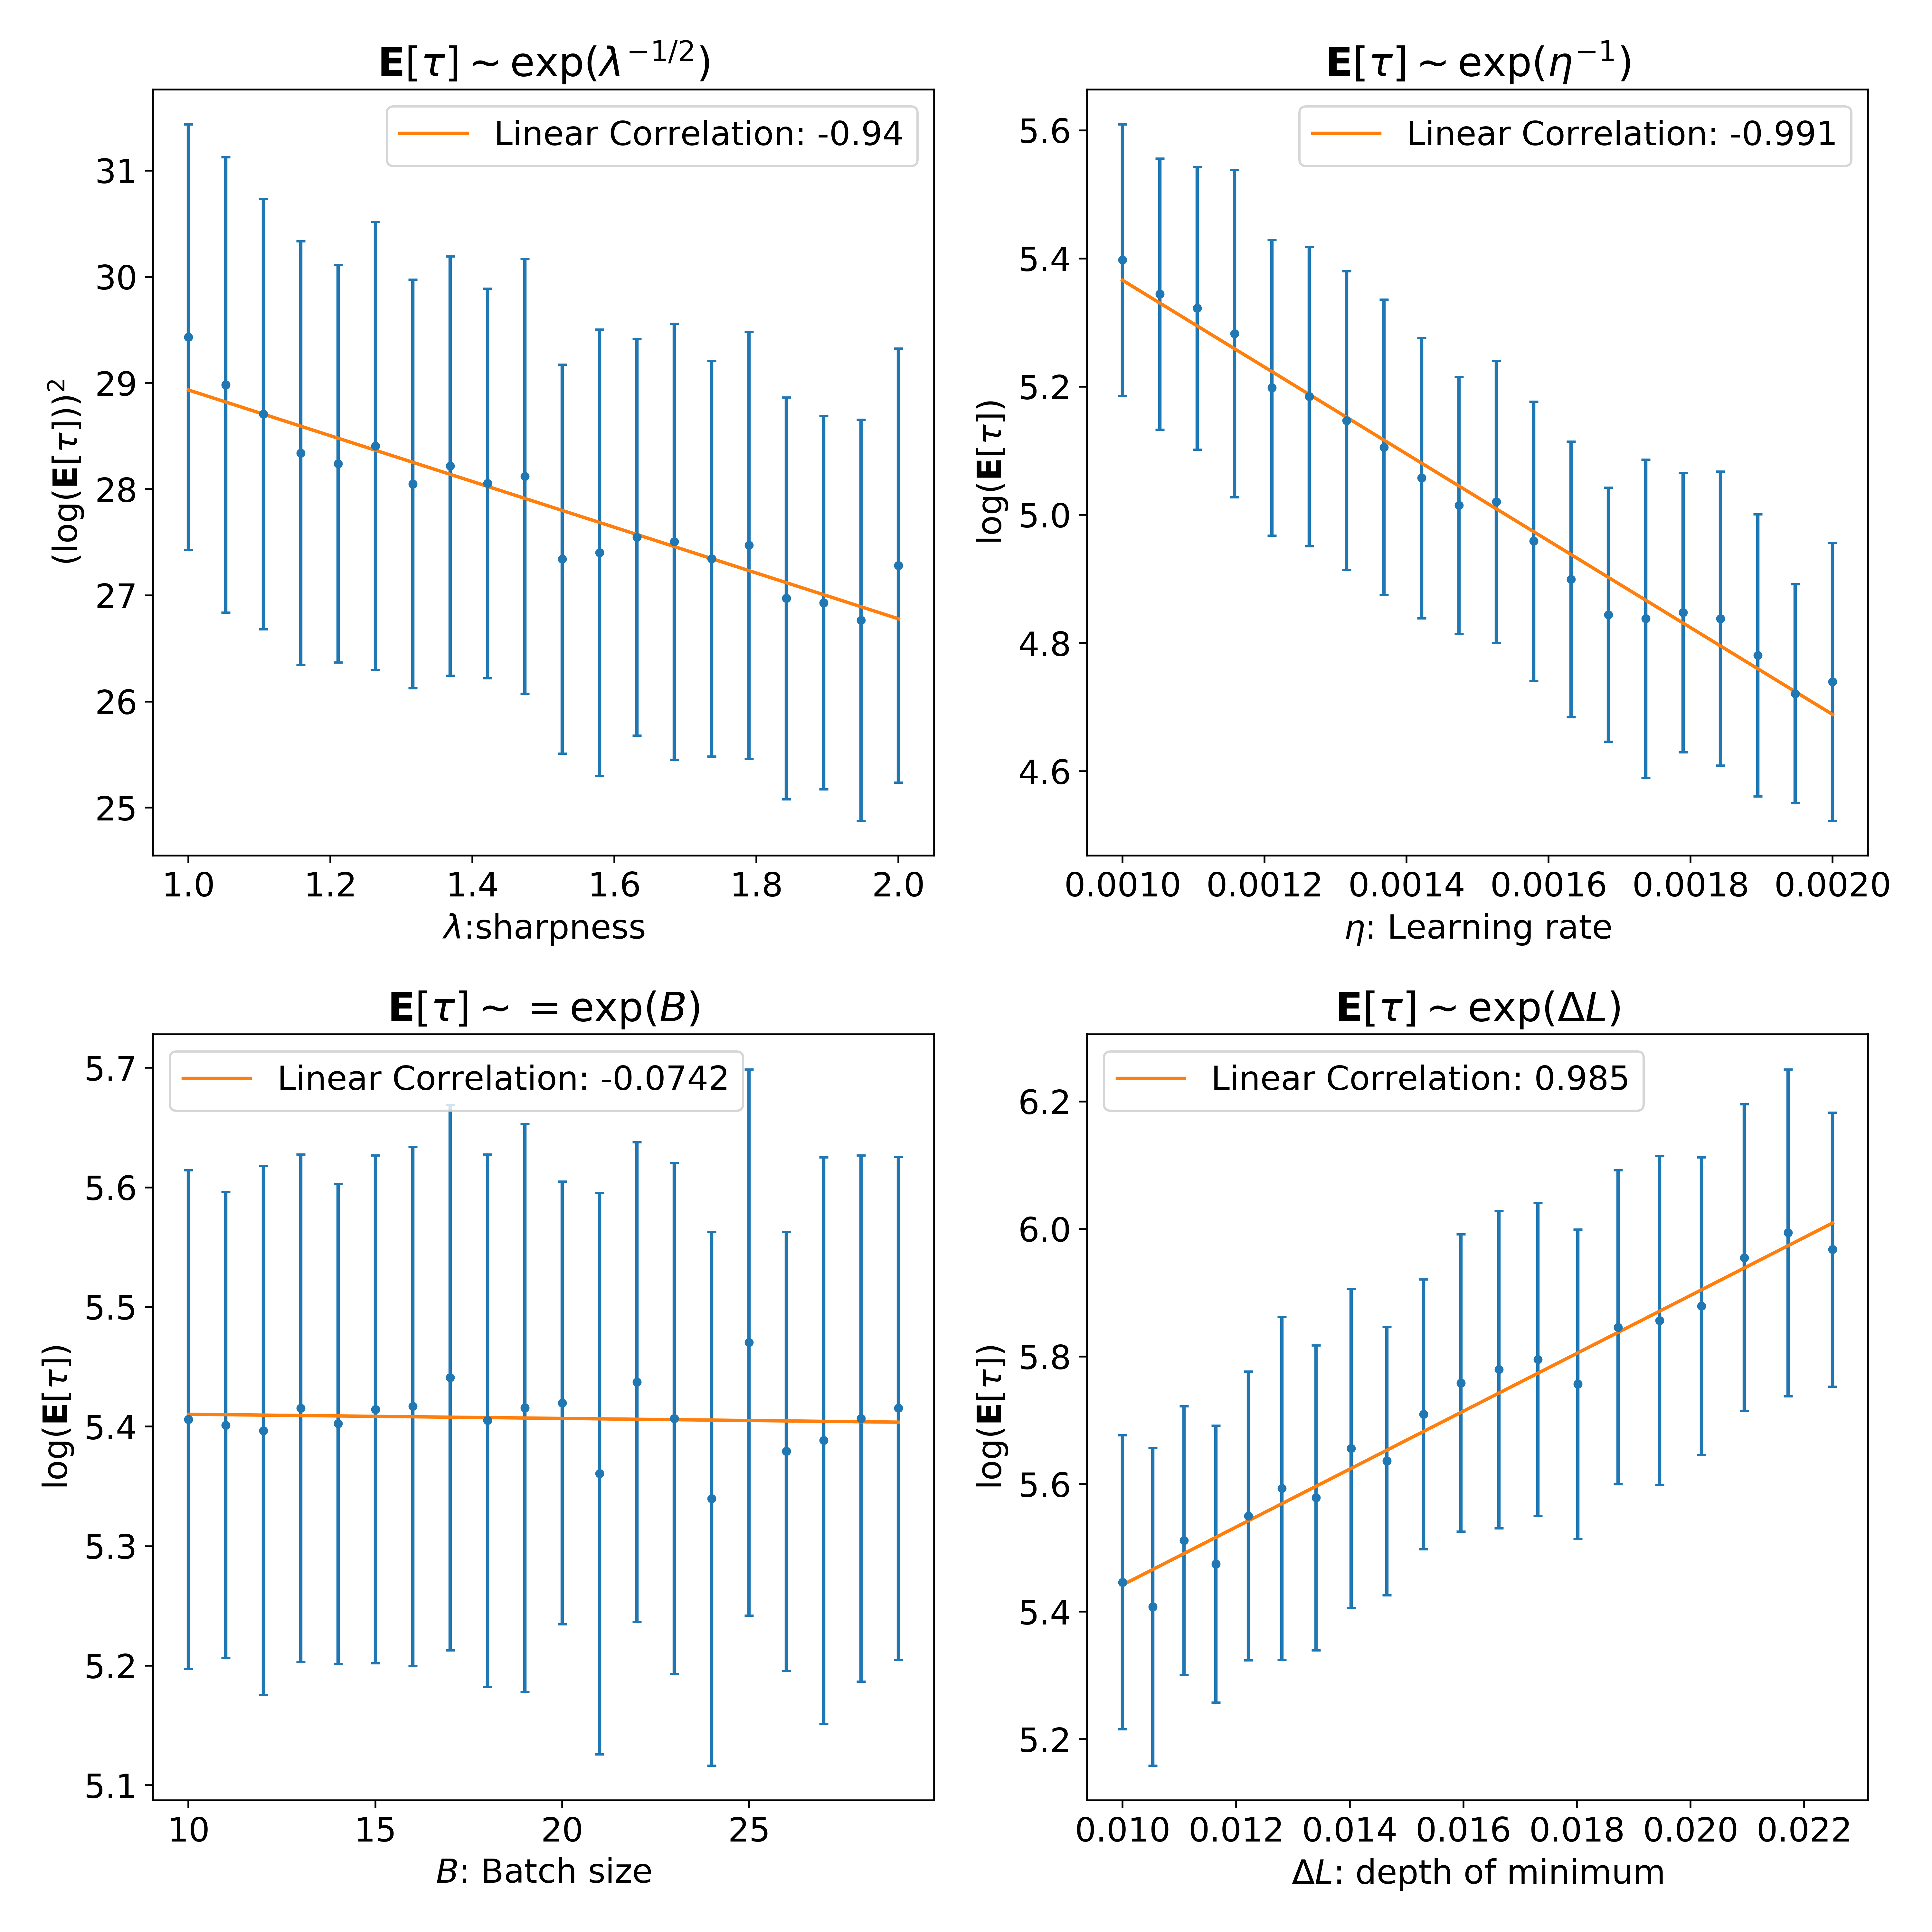 E[τ] ~ exp(λ^{-1/2})
Linear Correlation: -0.94
(log(E[τ]))²
31
30
29
28
27
26
25
1.0 1.2 1.4 1.6 1.8 2.0
λ:sharpness
E[τ] ~ exp(η^{-1})
Linear Correlation: -0.991
log(E[τ])
5.6
5.4
5.2
5.0
4.8
4.6
0.0010 0.0012 0.0014 0.0016 0.0018 0.0020
η: Learning rate
E[τ] ~ = exp(B)
Linear Correlation: -0.0742
log(E[τ])
5.7
5.6
5.5
5.4
5.3
5.2
5.1
10 15 20 25
B: Batch size
E[τ] ~ exp(ΔL)
Linear Correlation: 0.985
log(E[τ])
6.2
6.0
5.8
5.6
5.4
5.2
0.010 0.012 0.014 0.016 0.018 0.020 0.022
ΔL: depth of minimum